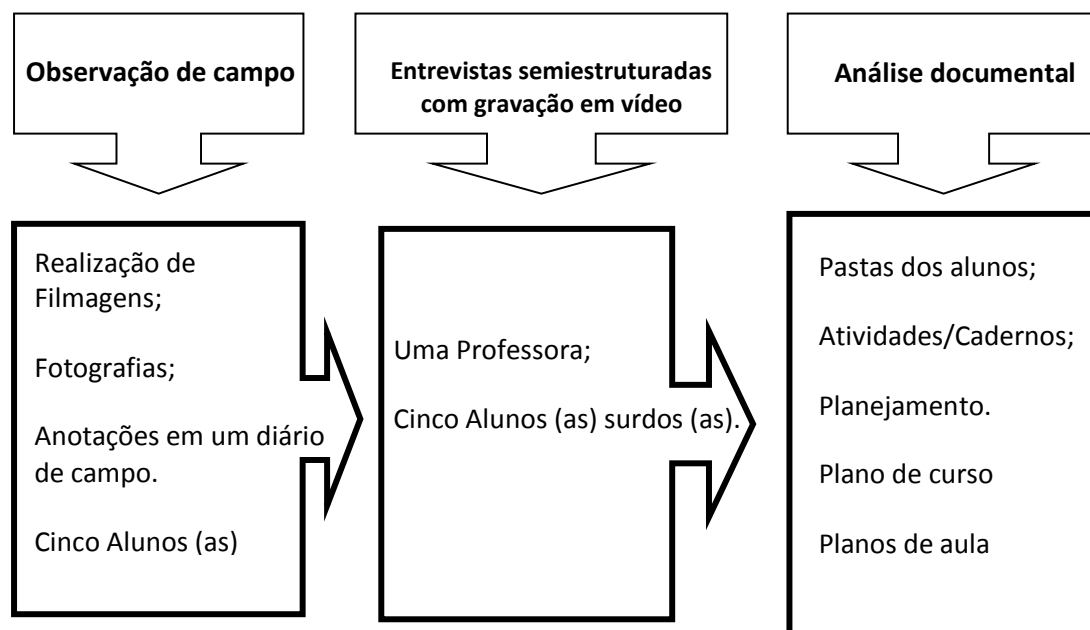 Observação de campo
Entrevistas semiestruturadas
com gravação em vídeo
Análise documental
Realização de
Filmagens;
Fotografias;
Anotações em um diário
de campo.
Cinco Alunos (as)
Uma Professora;
Cinco Alunos (as) surdos (as).
Pastas dos alunos;
Atividades/Cadernos;
Planejamento.
Plano de curso
Planos de aula